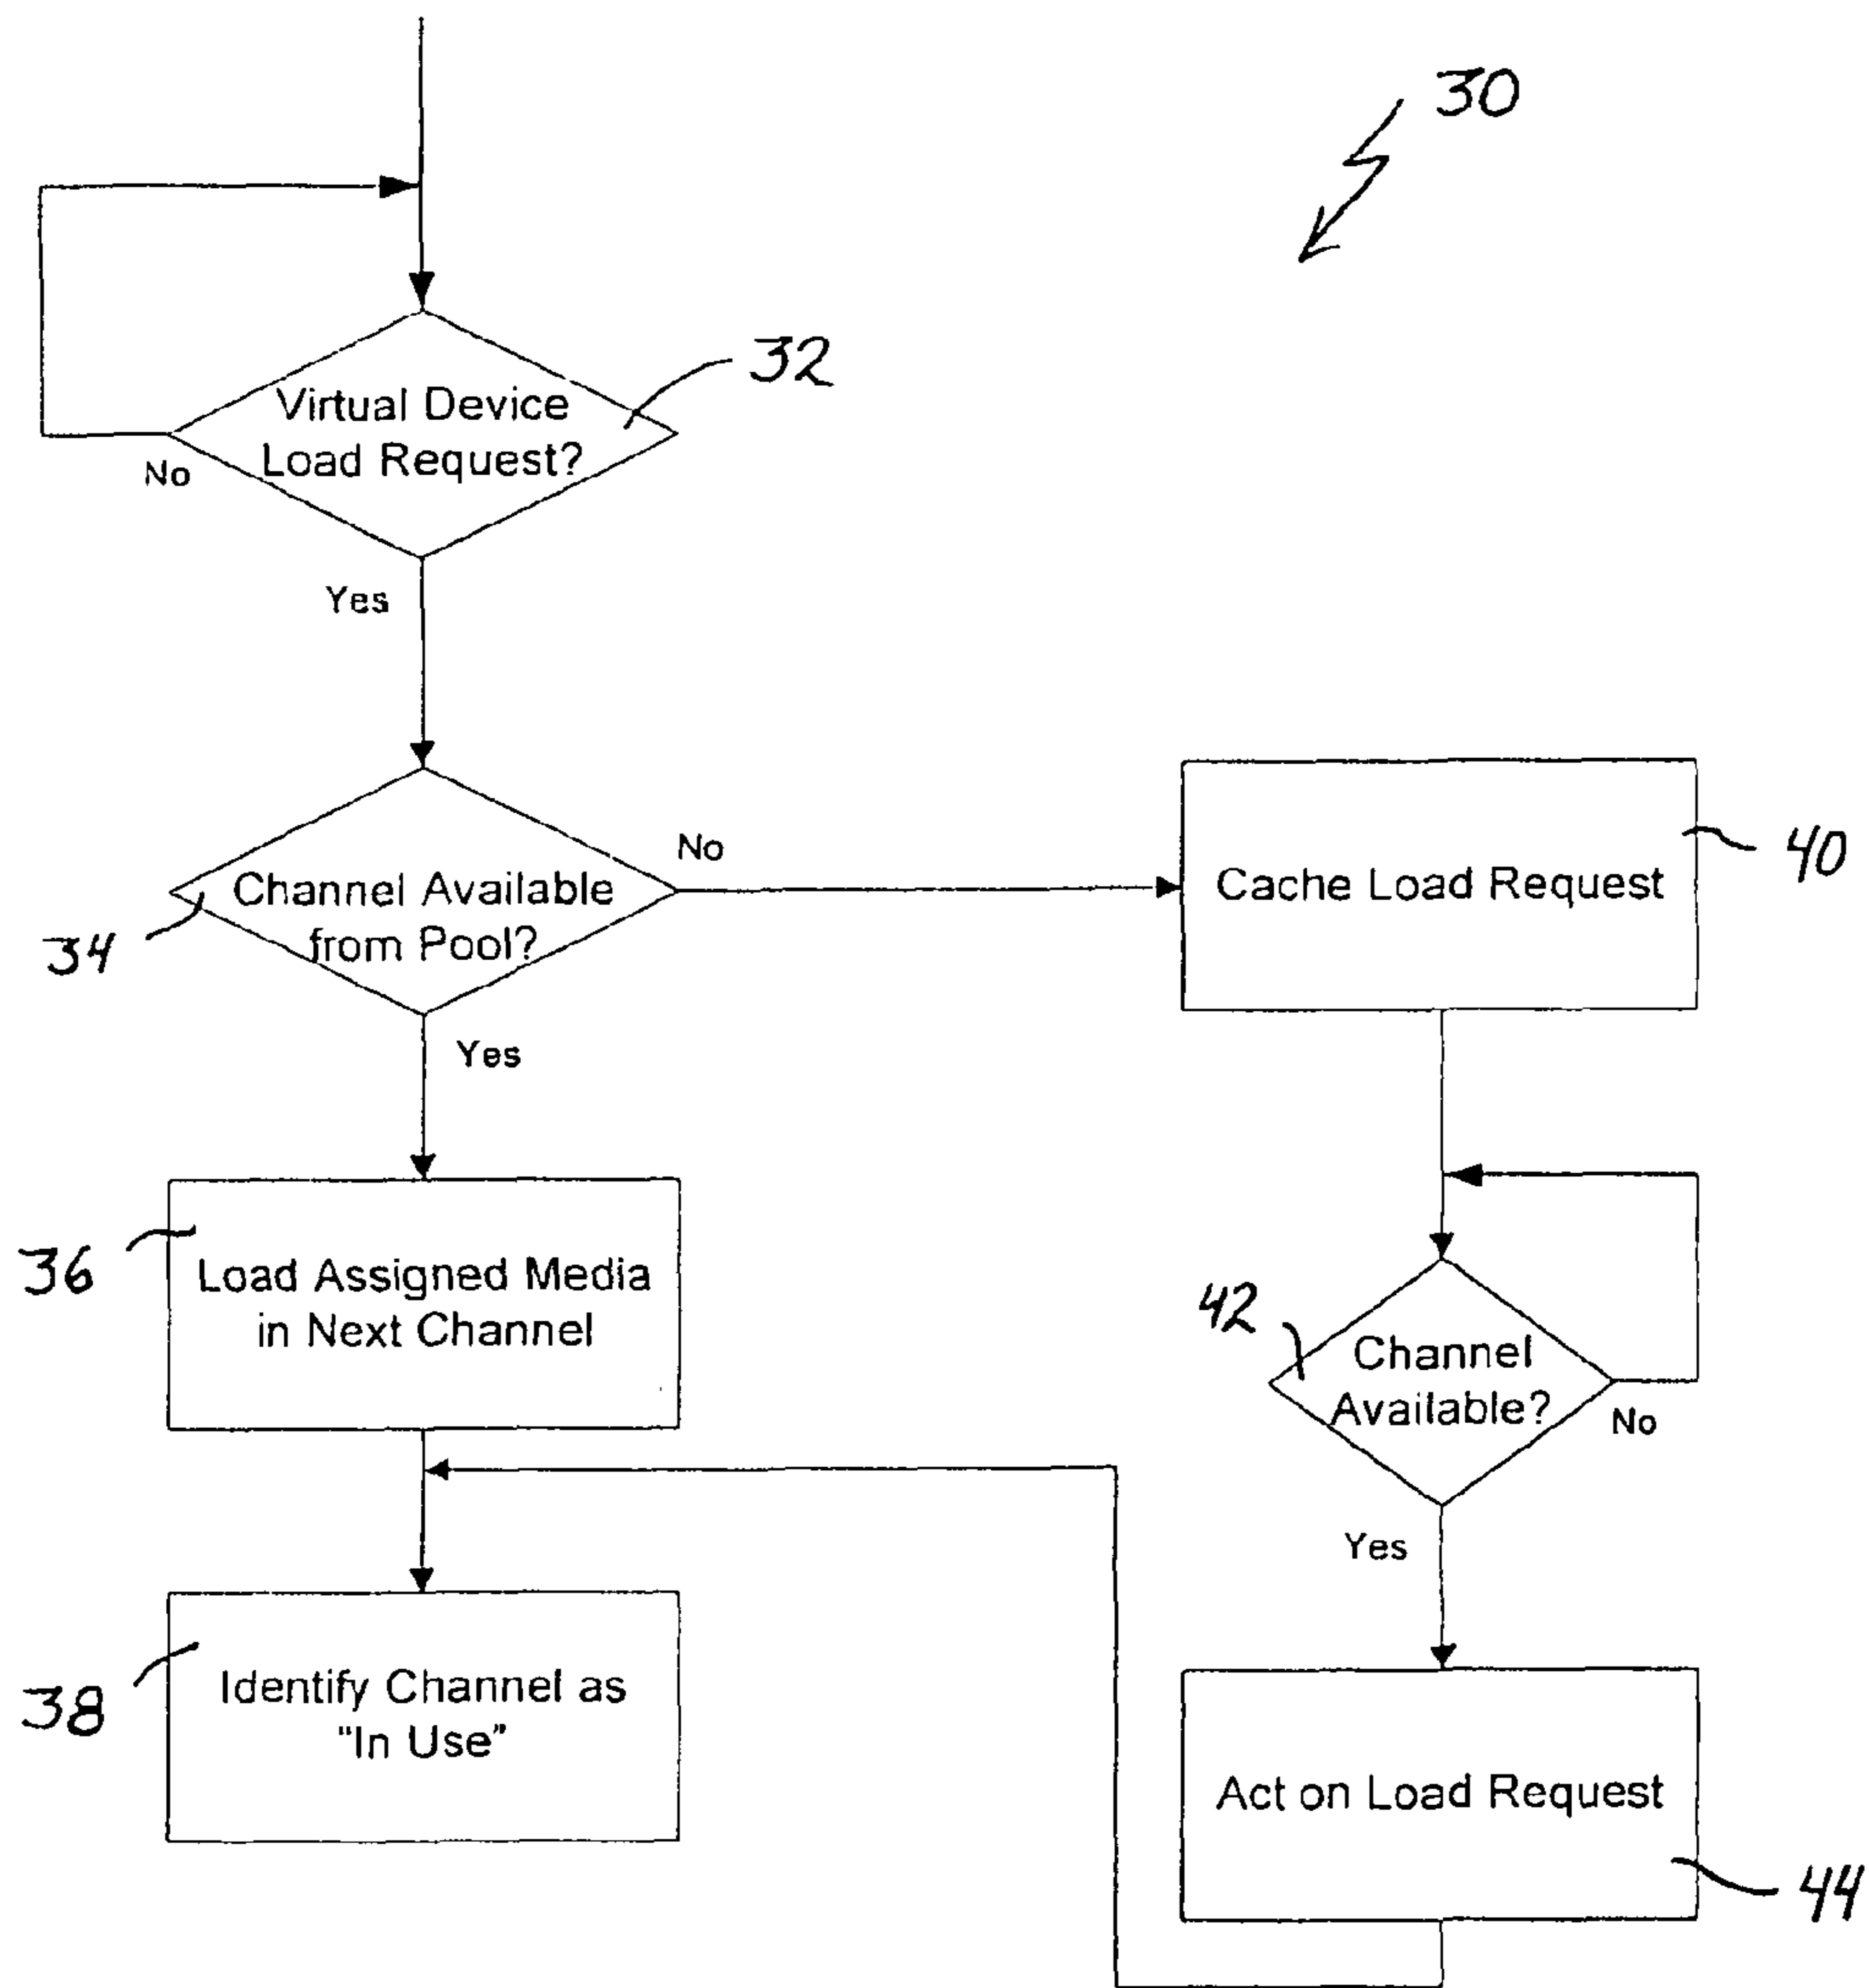 30
32
Virtual Device
Load Request?
No
Yes
No
Channel Available
from Pool?
34
Cache Load Request
40
Yes
36
Load Assigned Media
in Next Channel
42
Channel
Available?
No
Yes
38
Identify Channel as
“In Use”
Act on Load Request
44